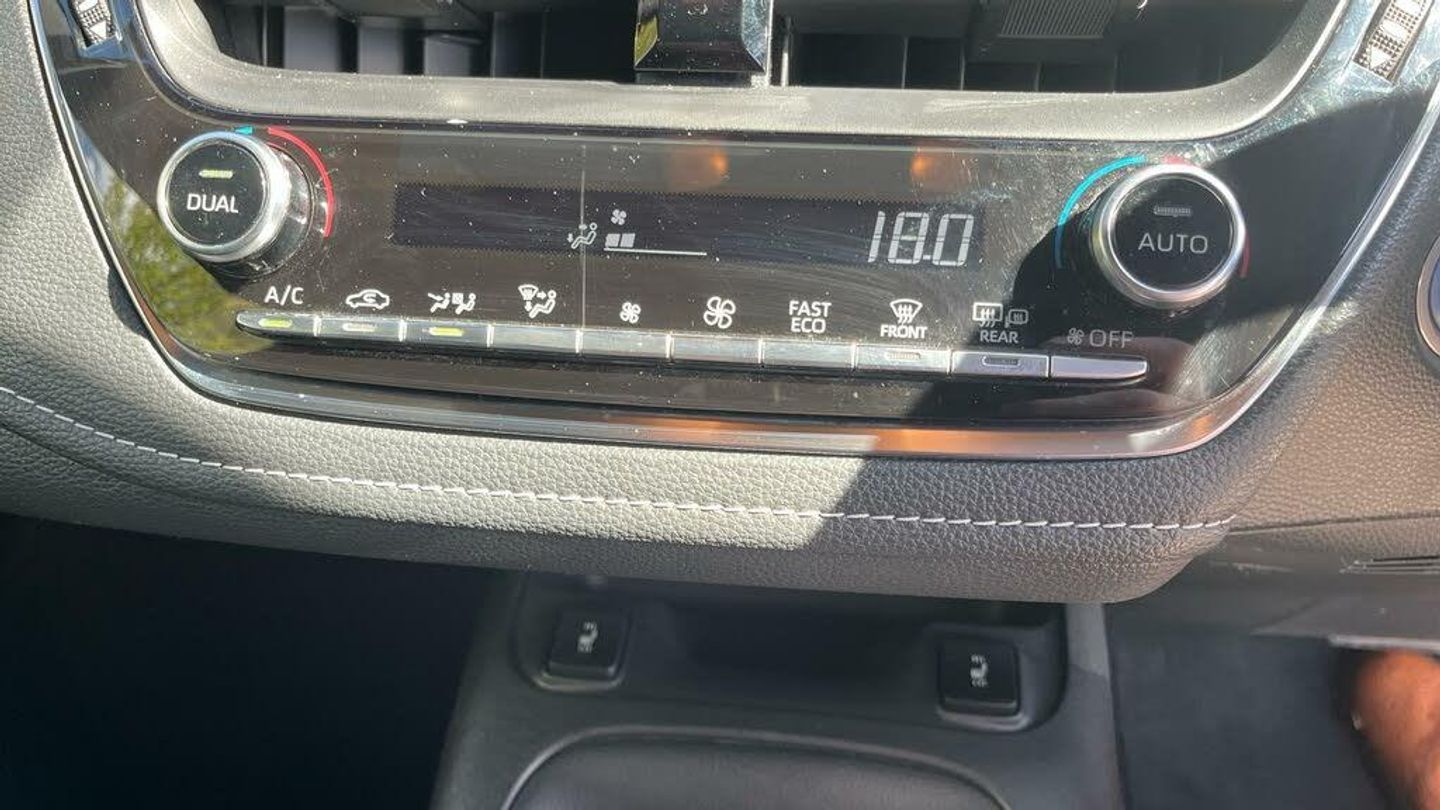 DUAL
18.0
AUTO
A/C
FAST
ECO
FRONT
REAR
OFF